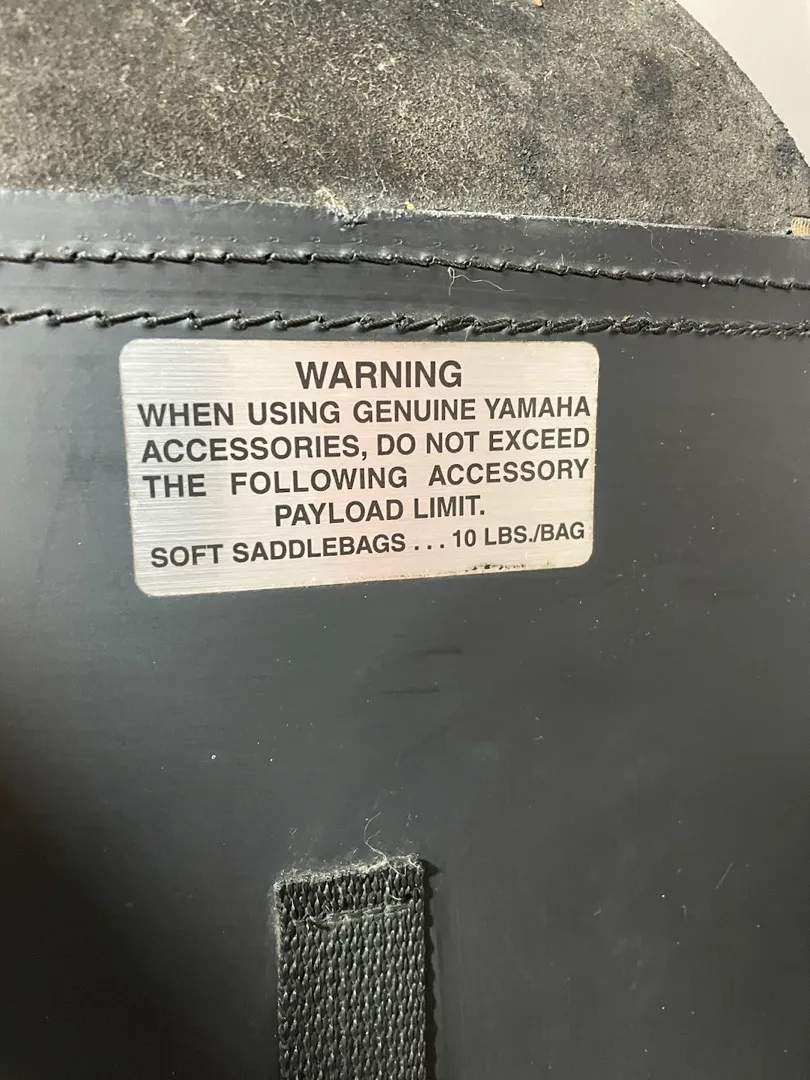 WARNING
WHEN USING GENUINE YAMAHA
ACCESSORIES, DO NOT EXCEED
THE FOLLOWING ACCESSORY
PAYLOAD LIMIT.
SOFT SADDLEBAGS . . . 10 LBS./BAG